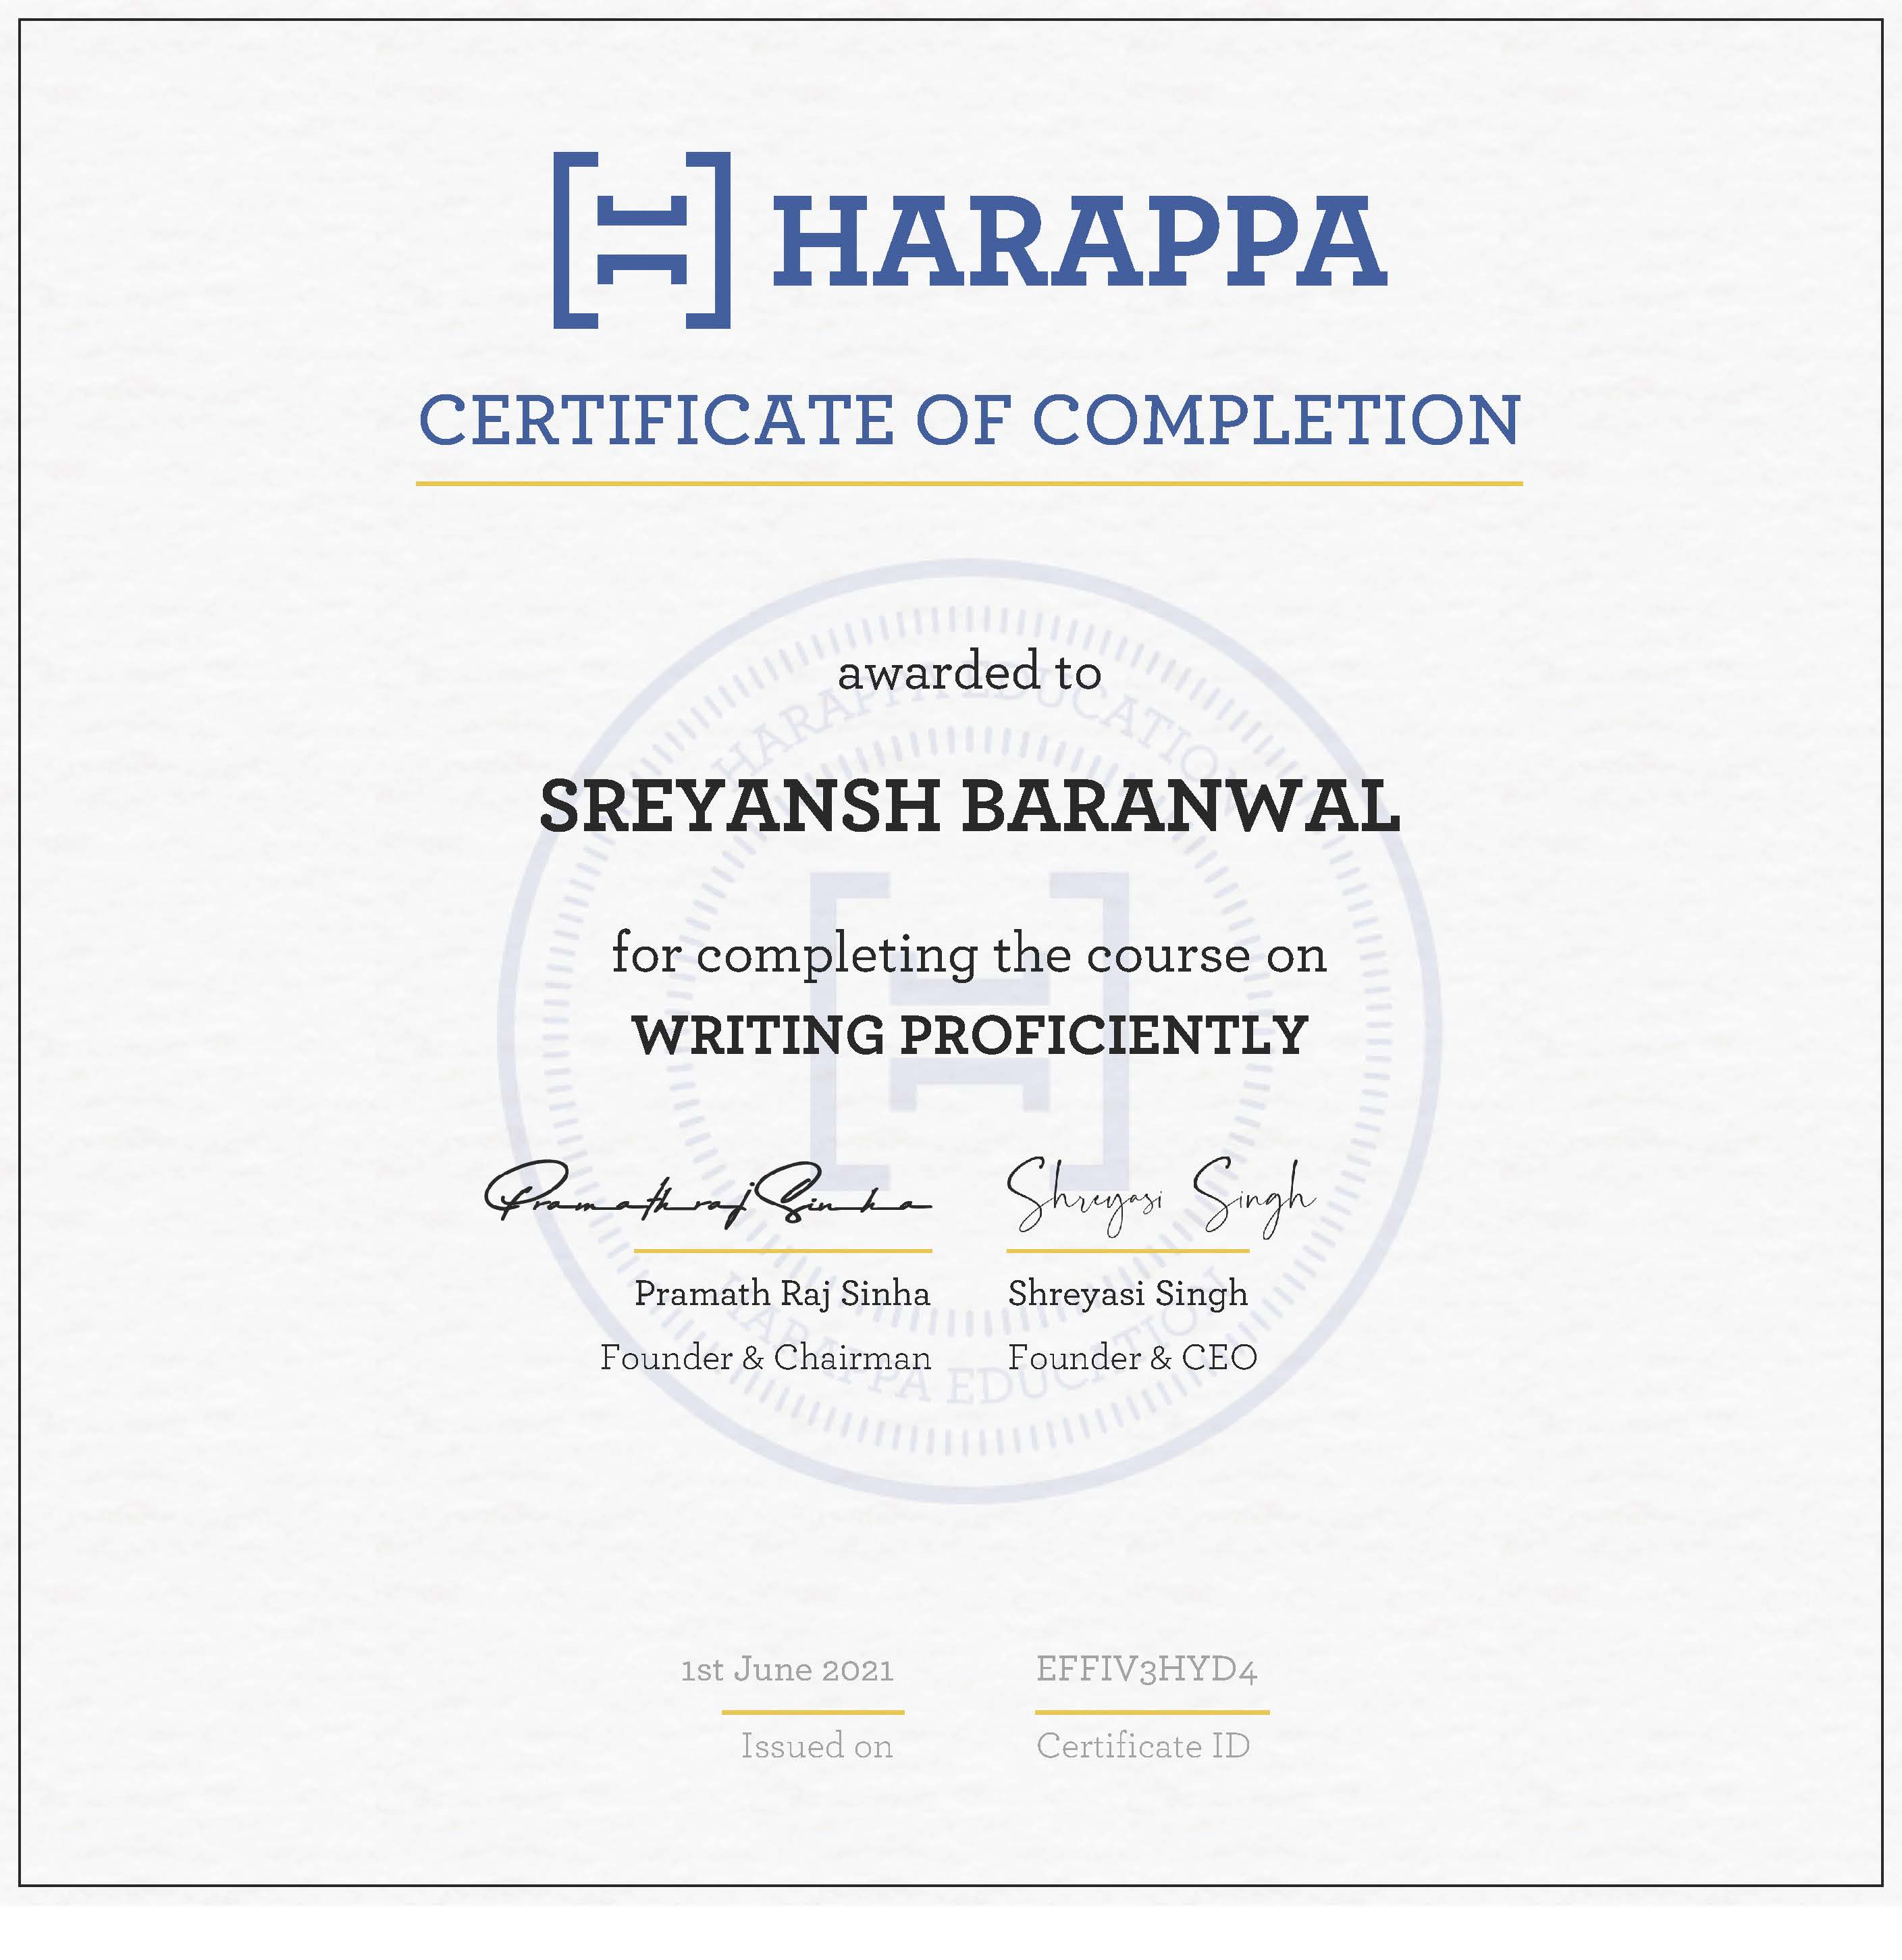 HARAPPA
CERTIFICATE OF COMPLETION
HARAPPA EDUCATION
awarded to
SREYANSH BARANWAL
for completing the course on
WRITING PROFICIENTLY
Pramathraj Sinha Shreyasi Singh
Pramath Raj Sinha Shreyasi Singh
Founder & Chairman Founder & CEO
HARAPPA EDUCATION
1st June 2021 EFFIV3HYD4
Issued on Certificate ID